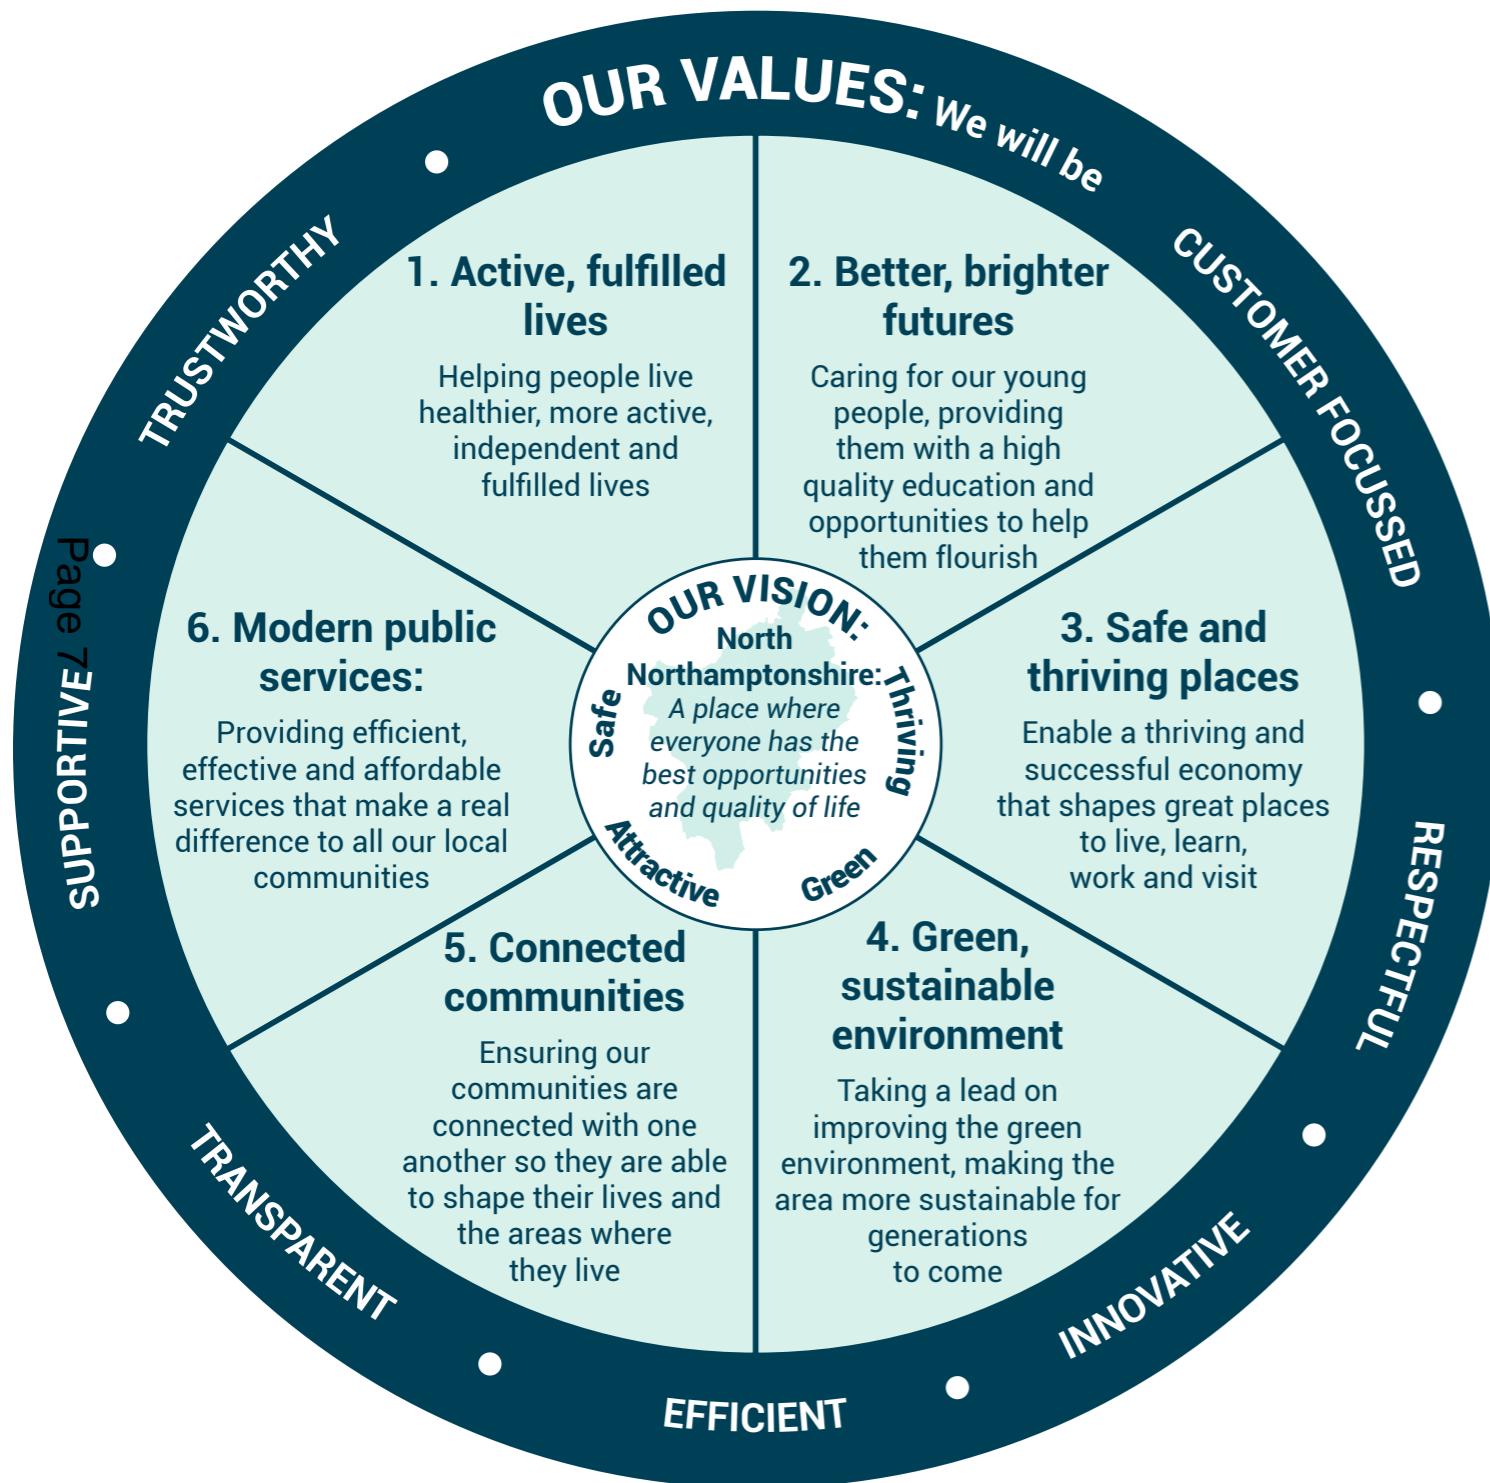 OUR VALUES: We will be
CUSTOMER FOCUSSED
RESPECTFUL
INNOVATIVE
EFFICIENT
TRANSPARENT
SUPPORTIVE
TRUSTWORTHY
Page 7
1. Active, fulfilled
lives
Helping people live
healthier, more active,
independent and
fulfilled lives
2. Better, brighter
futures
Caring for our young
people, providing
them with a high
quality education and
opportunities to help
them flourish
3. Safe and
thriving places
Enable a thriving and
successful economy
that shapes great places
to live, learn,
work and visit
4. Green,
sustainable
environment
Taking a lead on
improving the green
environment, making the
area more sustainable for
generations
to come
5. Connected
communities
Ensuring our
communities are
connected with one
another so they are able
to shape their lives and
the areas where
they live
6. Modern public
services:
Providing efficient,
effective and affordable
services that make a real
difference to all our local
communities
OUR VISION:
North
Northamptonshire:
A place where
everyone has the
best opportunities
and quality of life
Safe
Thriving
Green
Attractive